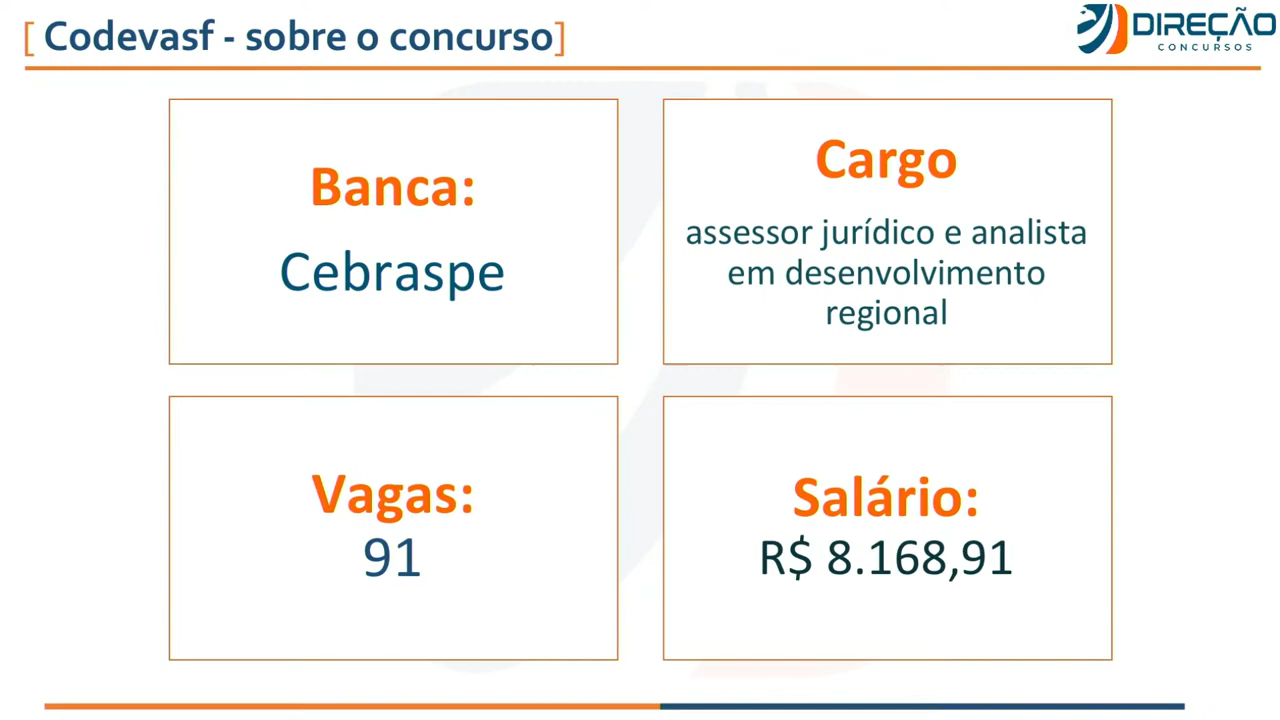 [ Codevasf - sobre o concurso]
DIREÇÃO
CONCURSOS
Banca:
Cebraspe
Cargo
assessor jurídico e analista
em desenvolvimento
regional
Vagas:
91
Salário:
R$ 8.168,91